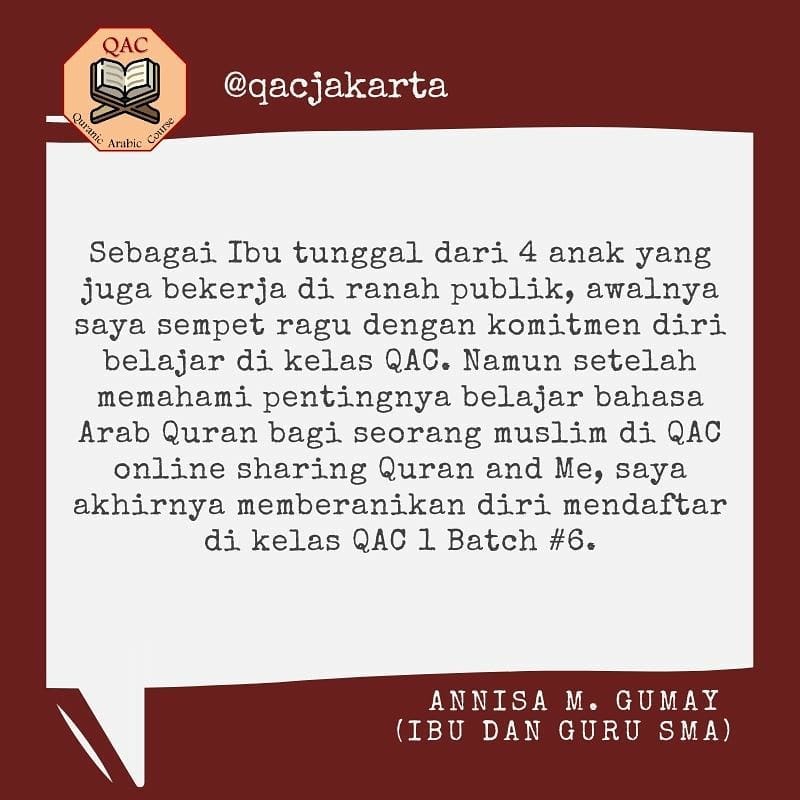 QAC
Quranic Arabic Course
@qacjakarta
Sebagai Ibu tunggal dari 4 anak yang
juga bekerja di ranah publik, awalnya
saya sempet ragu dengan komitmen diri
belajar di kelas QAC. Namun setelah
memahami pentingnya belajar bahasa
Arab Quran bagi seorang muslim di QAC
online sharing Quran and Me, saya
akhirnya memberanikan diri mendaftar
di kelas QAC 1 Batch #6.
ANNISA M. GUMAY
(IBU DAN GURU SMA)